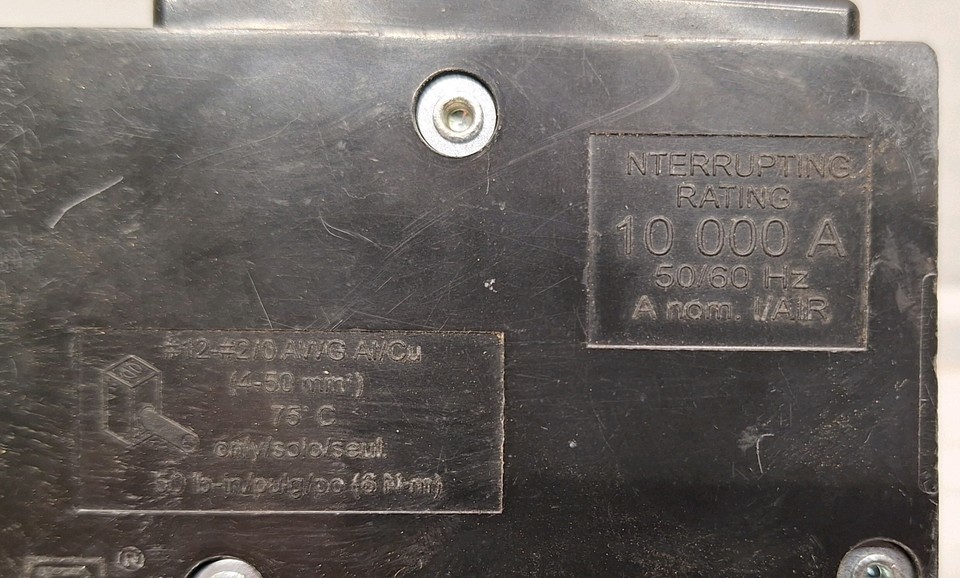 NTERRUPTING
RATING
10 000 A
50/60 Hz
A nom. I/AIR
#12-#2/0 AWG Al/Cu
(4-50 mm²)
75° C
only/solo/seul.
50 lb-in/pulg/po (6 N·m)
®